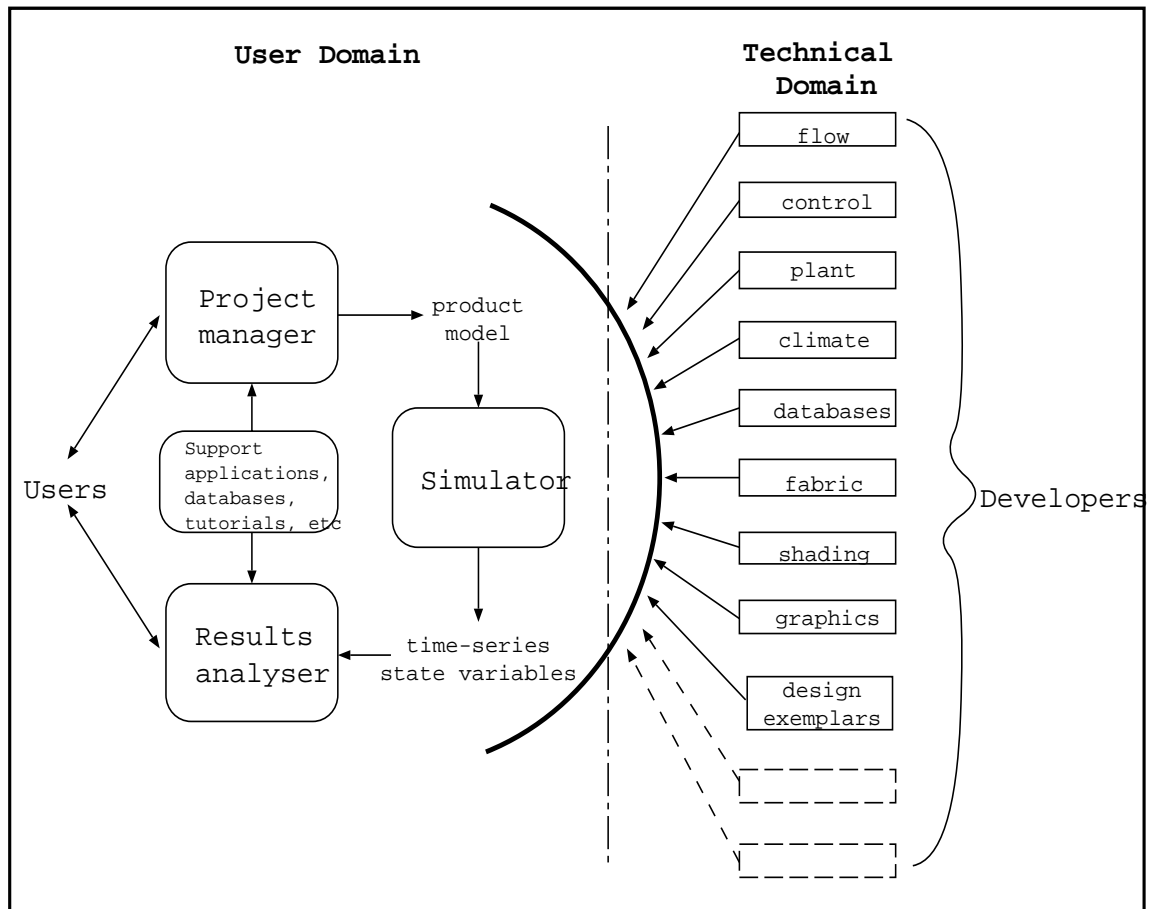 User Domain
Technical
Domain
Project
manager
product
model
Support
applications,
databases,
tutorials, etc
Users
Simulator
Results
analyser
time-series
state variables
flow
control
plant
climate
databases
fabric
shading
graphics
design
exemplars
Developers